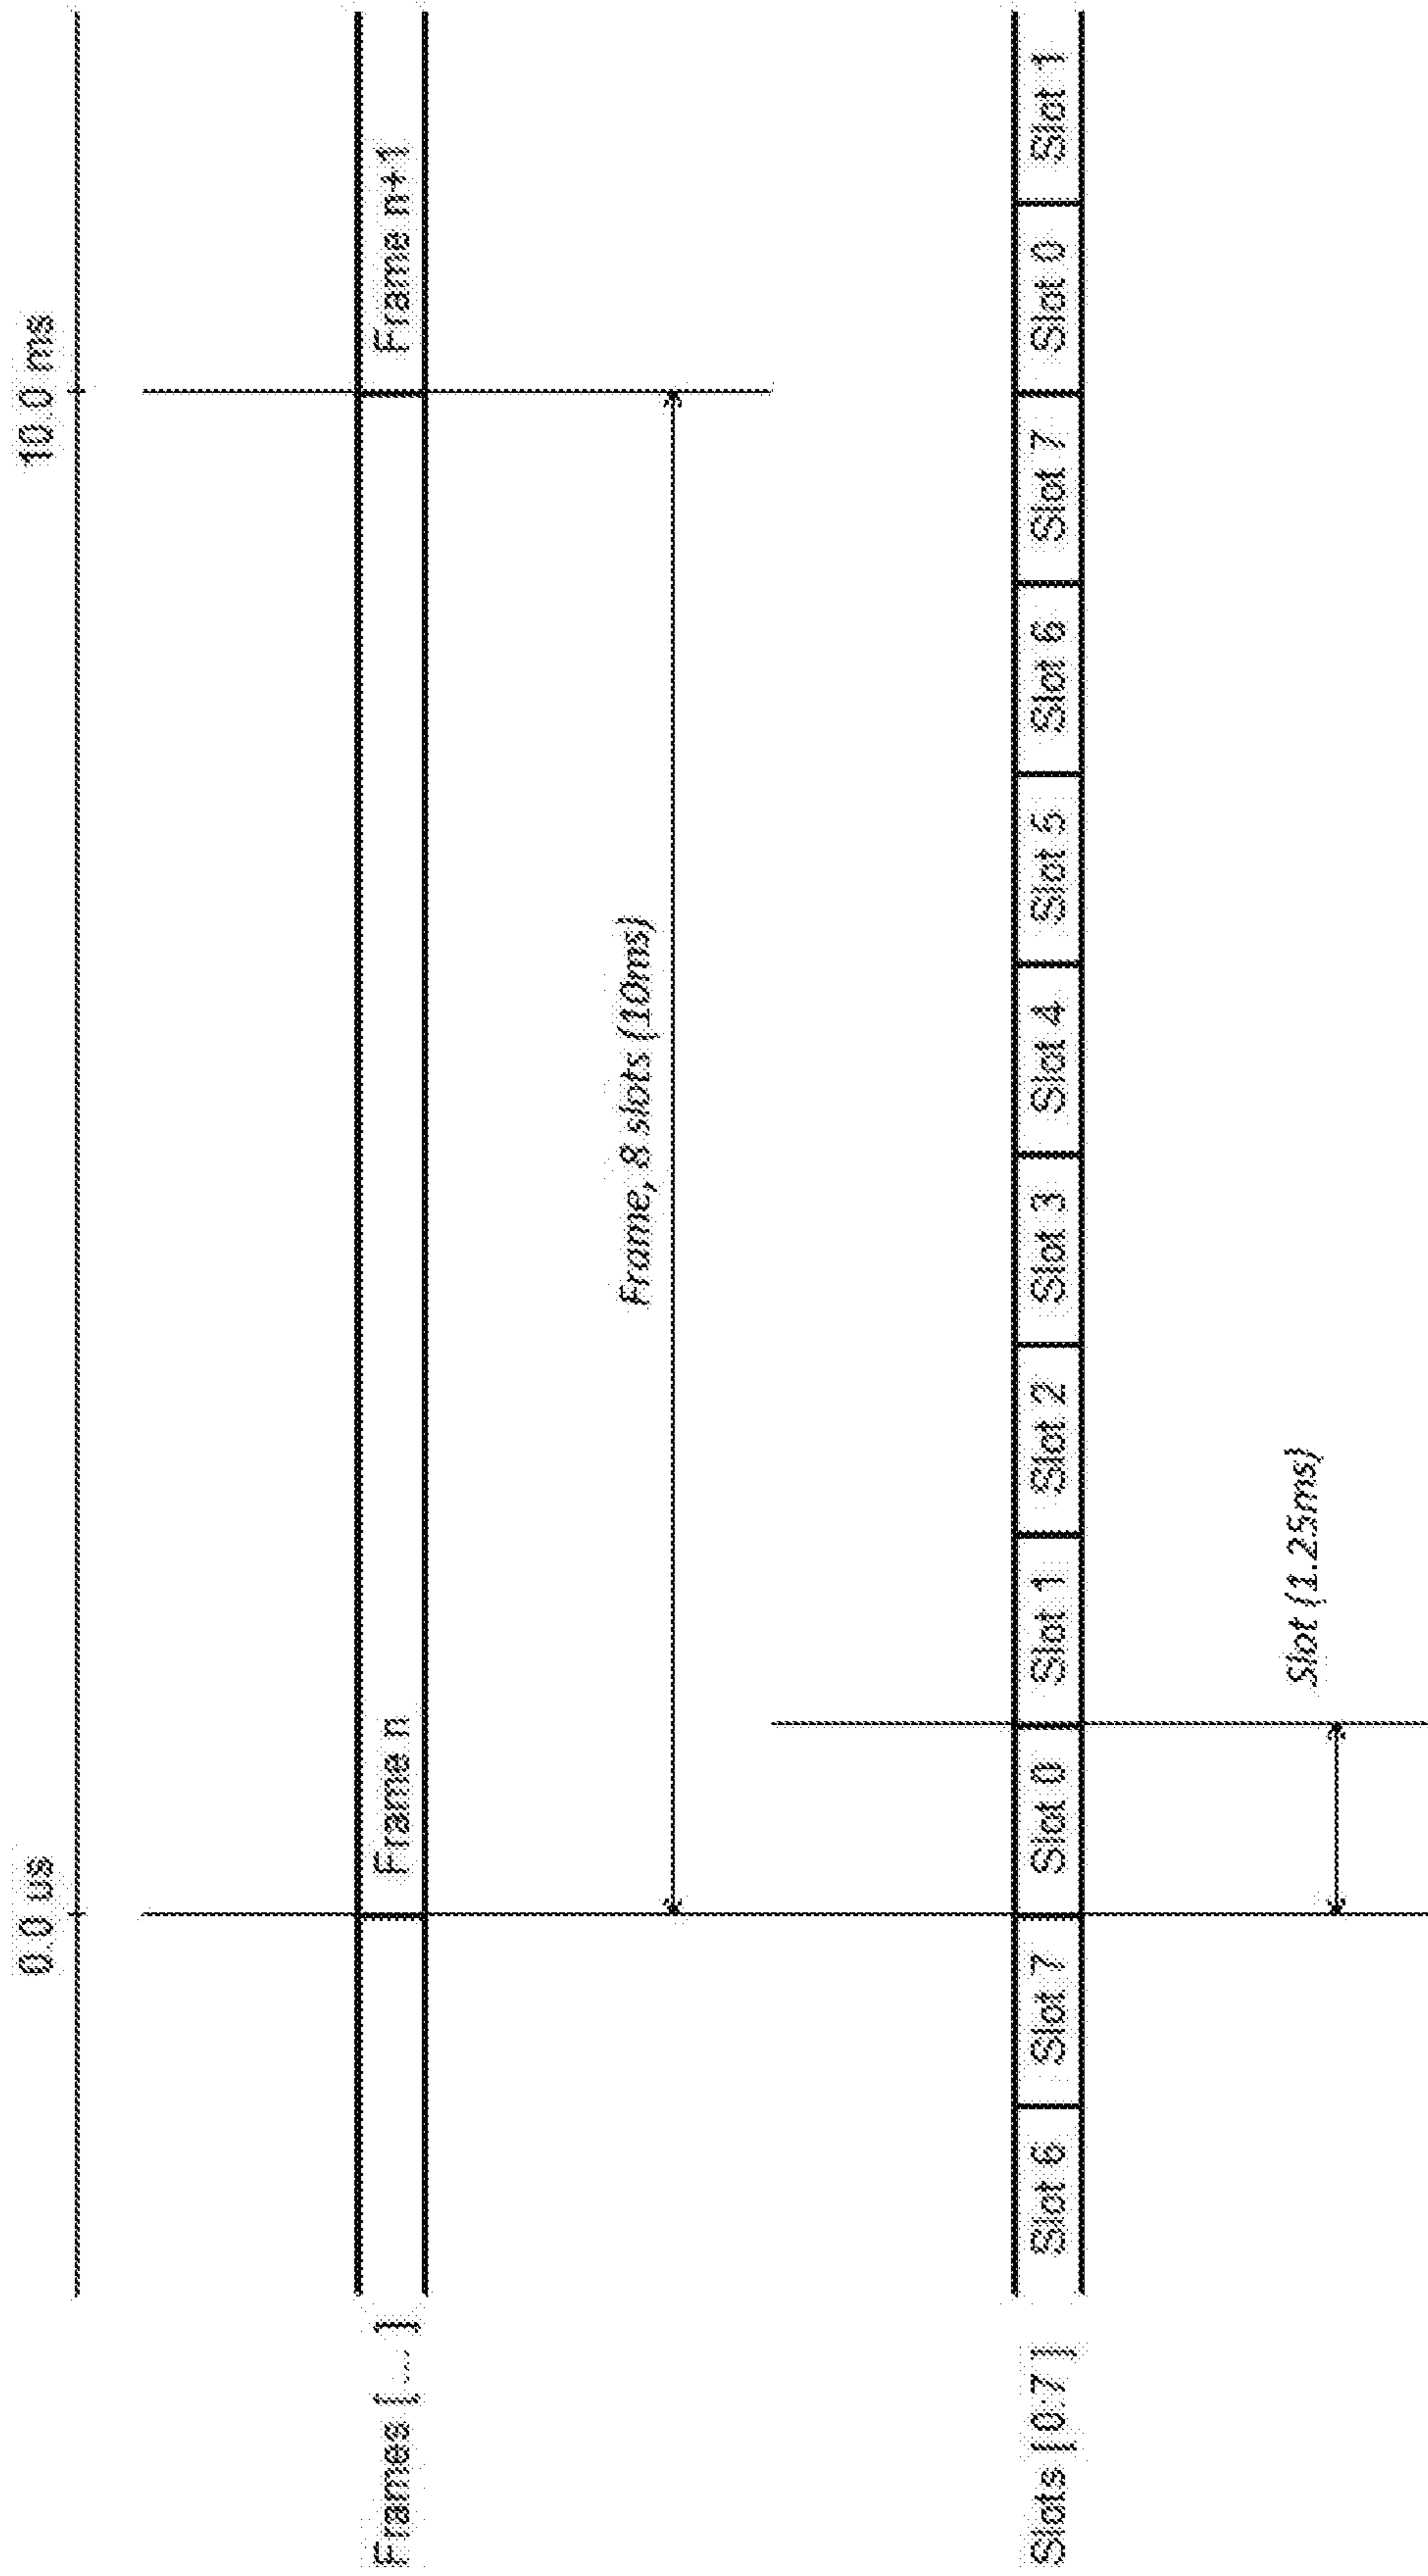 0.0 us
10.0 ms
Frames [ ... ]
Frame n
Frame n+1
Frame, 8 slots (10ms)
Slots [ 0:7 ]
Slot 6
Slot 7
Slot 0
Slot 1
Slot 2
Slot 3
Slot 4
Slot 5
Slot 6
Slot 7
Slot 0
Slot 1
Slot (1.25ms)